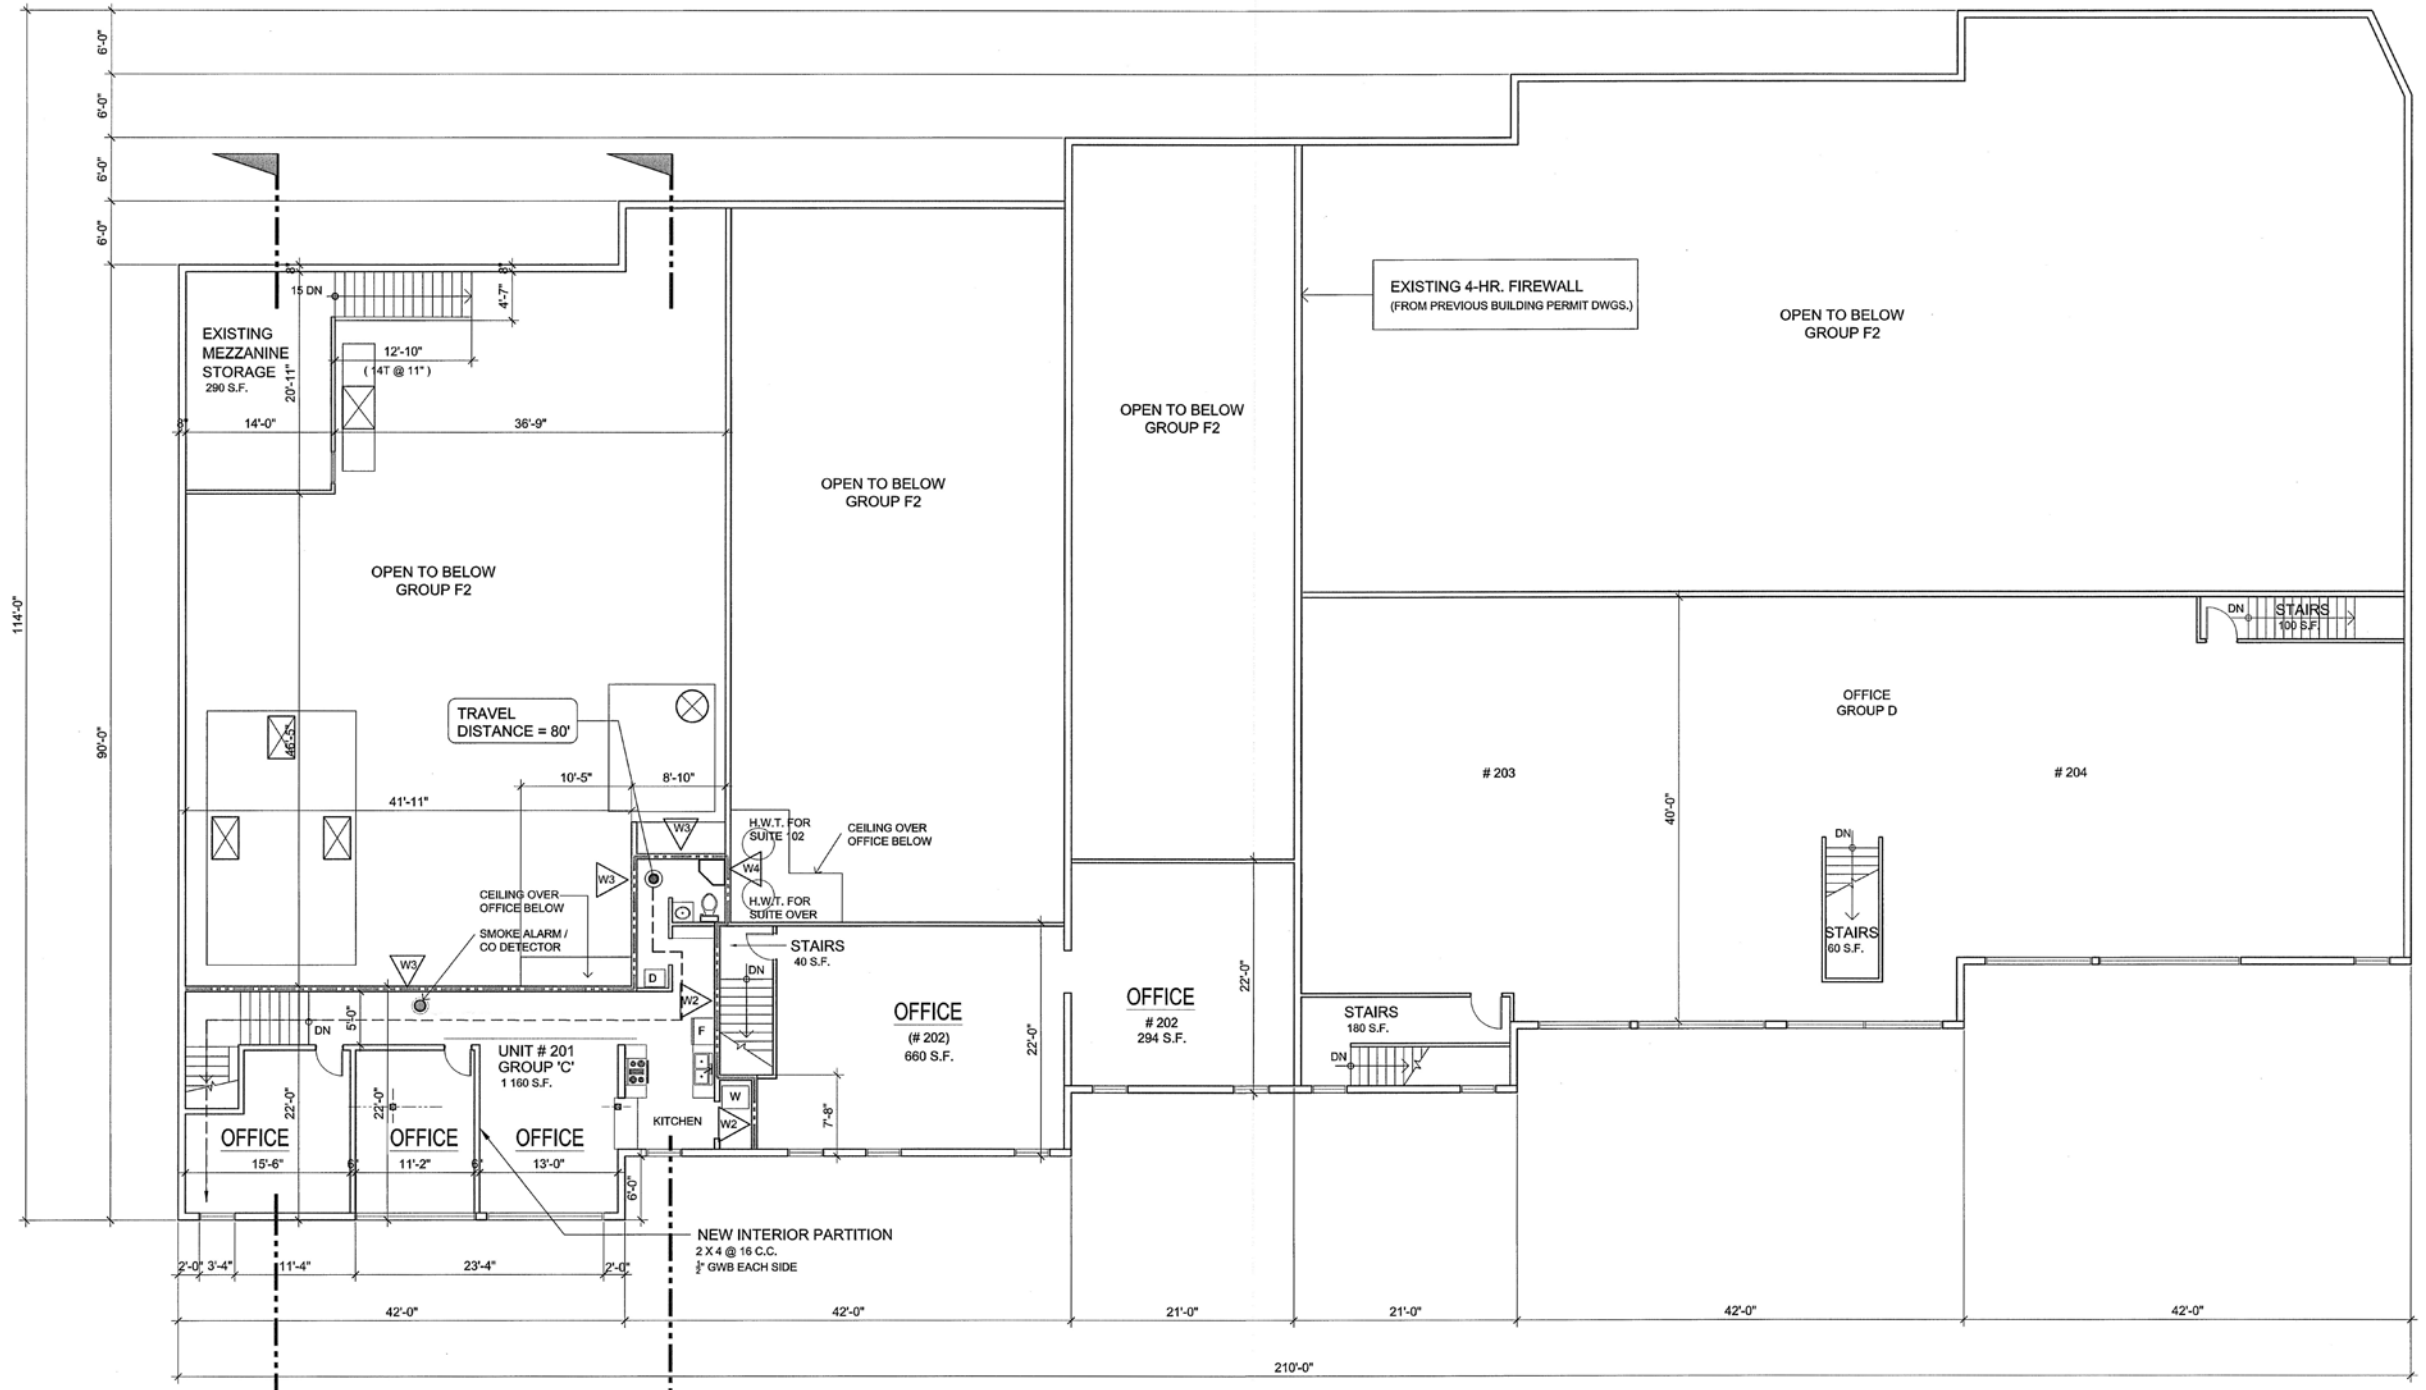 6'-0"
6'-0"
6'-0"
6'-0"
114'-0"
90'-0"
8"
15 DN
4'-7"
8"
EXISTING
MEZZANINE
STORAGE
290 S.F.
20'-11"
12'-10"
( 14T @ 11" )
8"
14'-0"
36'-9"
EXISTING 4-HR. FIREWALL
(FROM PREVIOUS BUILDING PERMIT DWGS.)
OPEN TO BELOW
GROUP F2
OPEN TO BELOW
GROUP F2
OPEN TO BELOW
GROUP F2
OPEN TO BELOW
GROUP F2
DN
STAIRS
100 S.F.
OFFICE
GROUP D
# 203
# 204
40'-0"
TRAVEL
DISTANCE = 80'
46'-5"
10'-5"
8'-10"
41'-11"
W3
H.W.T. FOR
SUITE 102
CEILING OVER
OFFICE BELOW
W3
W4
H.W.T. FOR
SUITE OVER
CEILING OVER
OFFICE BELOW
SMOKE ALARM /
CO DETECTOR
W3
DN
STAIRS
60 S.F.
STAIRS
40 S.F.
DN
D
W2
F
DN
5'-0"
UNIT # 201
GROUP 'C'
1 160 S.F.
OFFICE
(# 202)
660 S.F.
22'-0"
OFFICE
# 202
294 S.F.
22'-0"
STAIRS
180 S.F.
DN
22'-0"
22'-0"
W
W2
KITCHEN
7'-8"
OFFICE
15'-6"
6"
OFFICE
11'-2"
6"
OFFICE
13'-0"
6'-0"
NEW INTERIOR PARTITION
2 X 4 @ 16 C.C.
GWB EACH SIDE
2'-0"
3'-4"
11'-4"
23'-4"
2'-0"
42'-0"
42'-0"
21'-0"
21'-0"
42'-0"
42'-0"
210'-0"